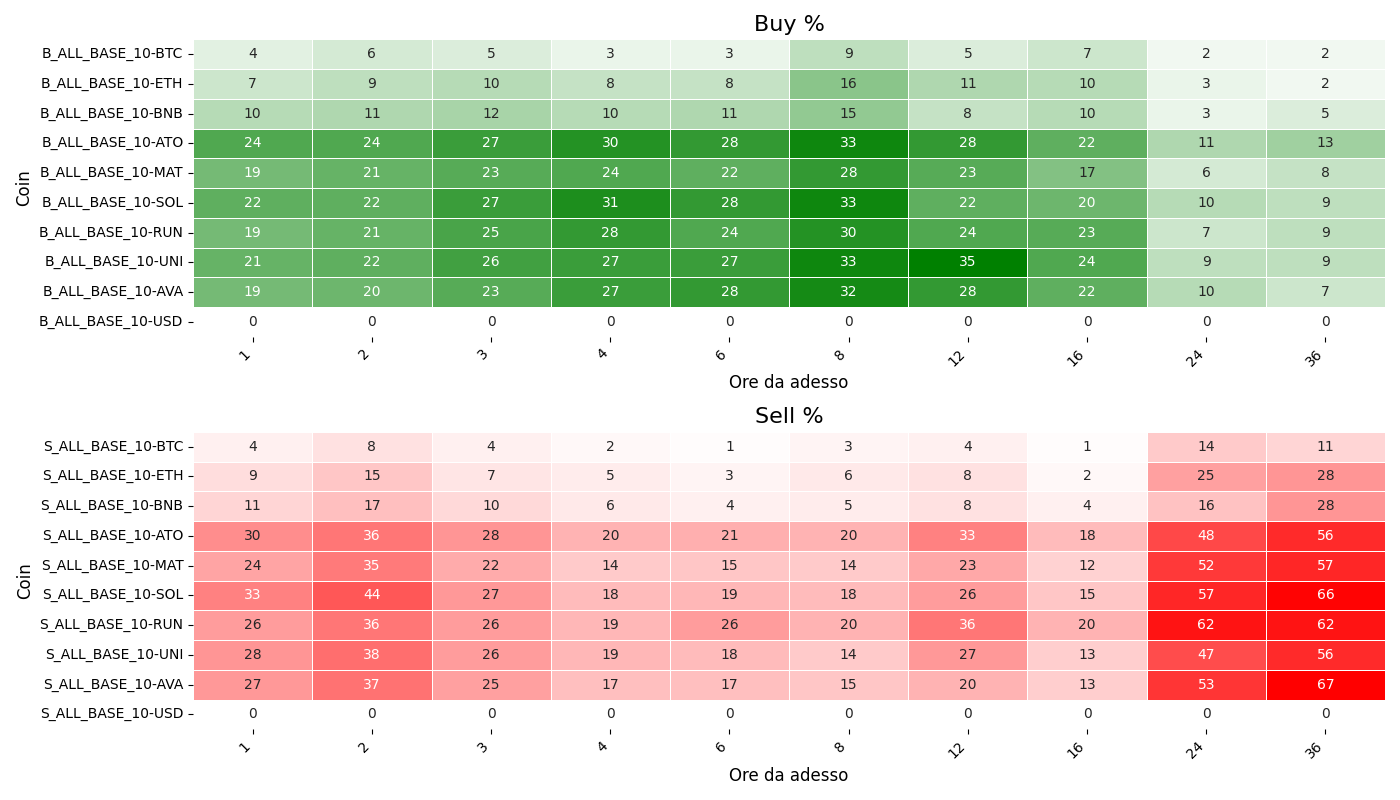 Buy %
Coin
B_ALL_BASE_10-BTC 4 6 5 3 3 9 5 7 2 2
B_ALL_BASE_10-ETH 7 9 10 8 8 16 11 10 3 2
B_ALL_BASE_10-BNB 10 11 12 10 11 15 8 10 3 5
B_ALL_BASE_10-ATO 24 24 27 30 28 33 28 22 11 13
B_ALL_BASE_10-MAT 19 21 23 24 22 28 23 17 6 8
B_ALL_BASE_10-SOL 22 22 27 31 28 33 22 20 10 9
B_ALL_BASE_10-RUN 19 21 25 28 24 30 24 23 7 9
B_ALL_BASE_10-UNI 21 22 26 27 27 33 35 24 9 9
B_ALL_BASE_10-AVA 19 20 23 27 28 32 28 22 10 7
B_ALL_BASE_10-USD 0 0 0 0 0 0 0 0 0 0
1 2 3 4 6 8 12 16 24 36
Ore da adesso
Sell %
Coin
S_ALL_BASE_10-BTC 4 8 4 2 1 3 4 1 14 11
S_ALL_BASE_10-ETH 9 15 7 5 3 6 8 2 25 28
S_ALL_BASE_10-BNB 11 17 10 6 4 5 8 4 16 28
S_ALL_BASE_10-ATO 30 36 28 20 21 20 33 18 48 56
S_ALL_BASE_10-MAT 24 35 22 14 15 14 23 12 52 57
S_ALL_BASE_10-SOL 33 44 27 18 19 18 26 15 57 66
S_ALL_BASE_10-RUN 26 36 26 19 26 20 36 20 62 62
S_ALL_BASE_10-UNI 28 38 26 19 18 14 27 13 47 56
S_ALL_BASE_10-AVA 27 37 25 17 17 15 20 13 53 67
S_ALL_BASE_10-USD 0 0 0 0 0 0 0 0 0 0
1 2 3 4 6 8 12 16 24 36
Ore da adesso